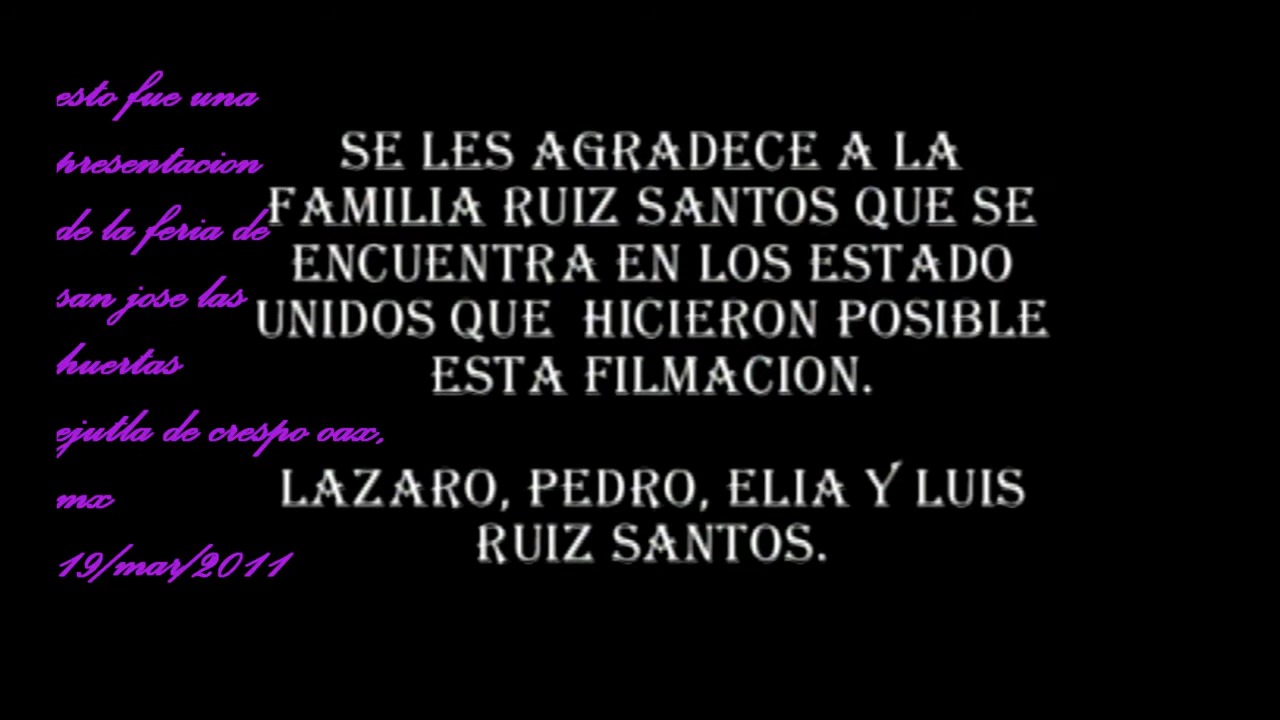 esto fue una
presentacion
de la feria de
san jose las
huertas
ejutla de crespo oax,
mx
19/mar/2011
SE LES AGRADECE A LA
FAMILIA RUIZ SANTOS QUE SE
ENCUENTRA EN LOS ESTADO
UNIDOS QUE HICIERON POSIBLE
ESTA FILMACION.
LAZARO, PEDRO, ELIA Y LUIS
RUIZ SANTOS.